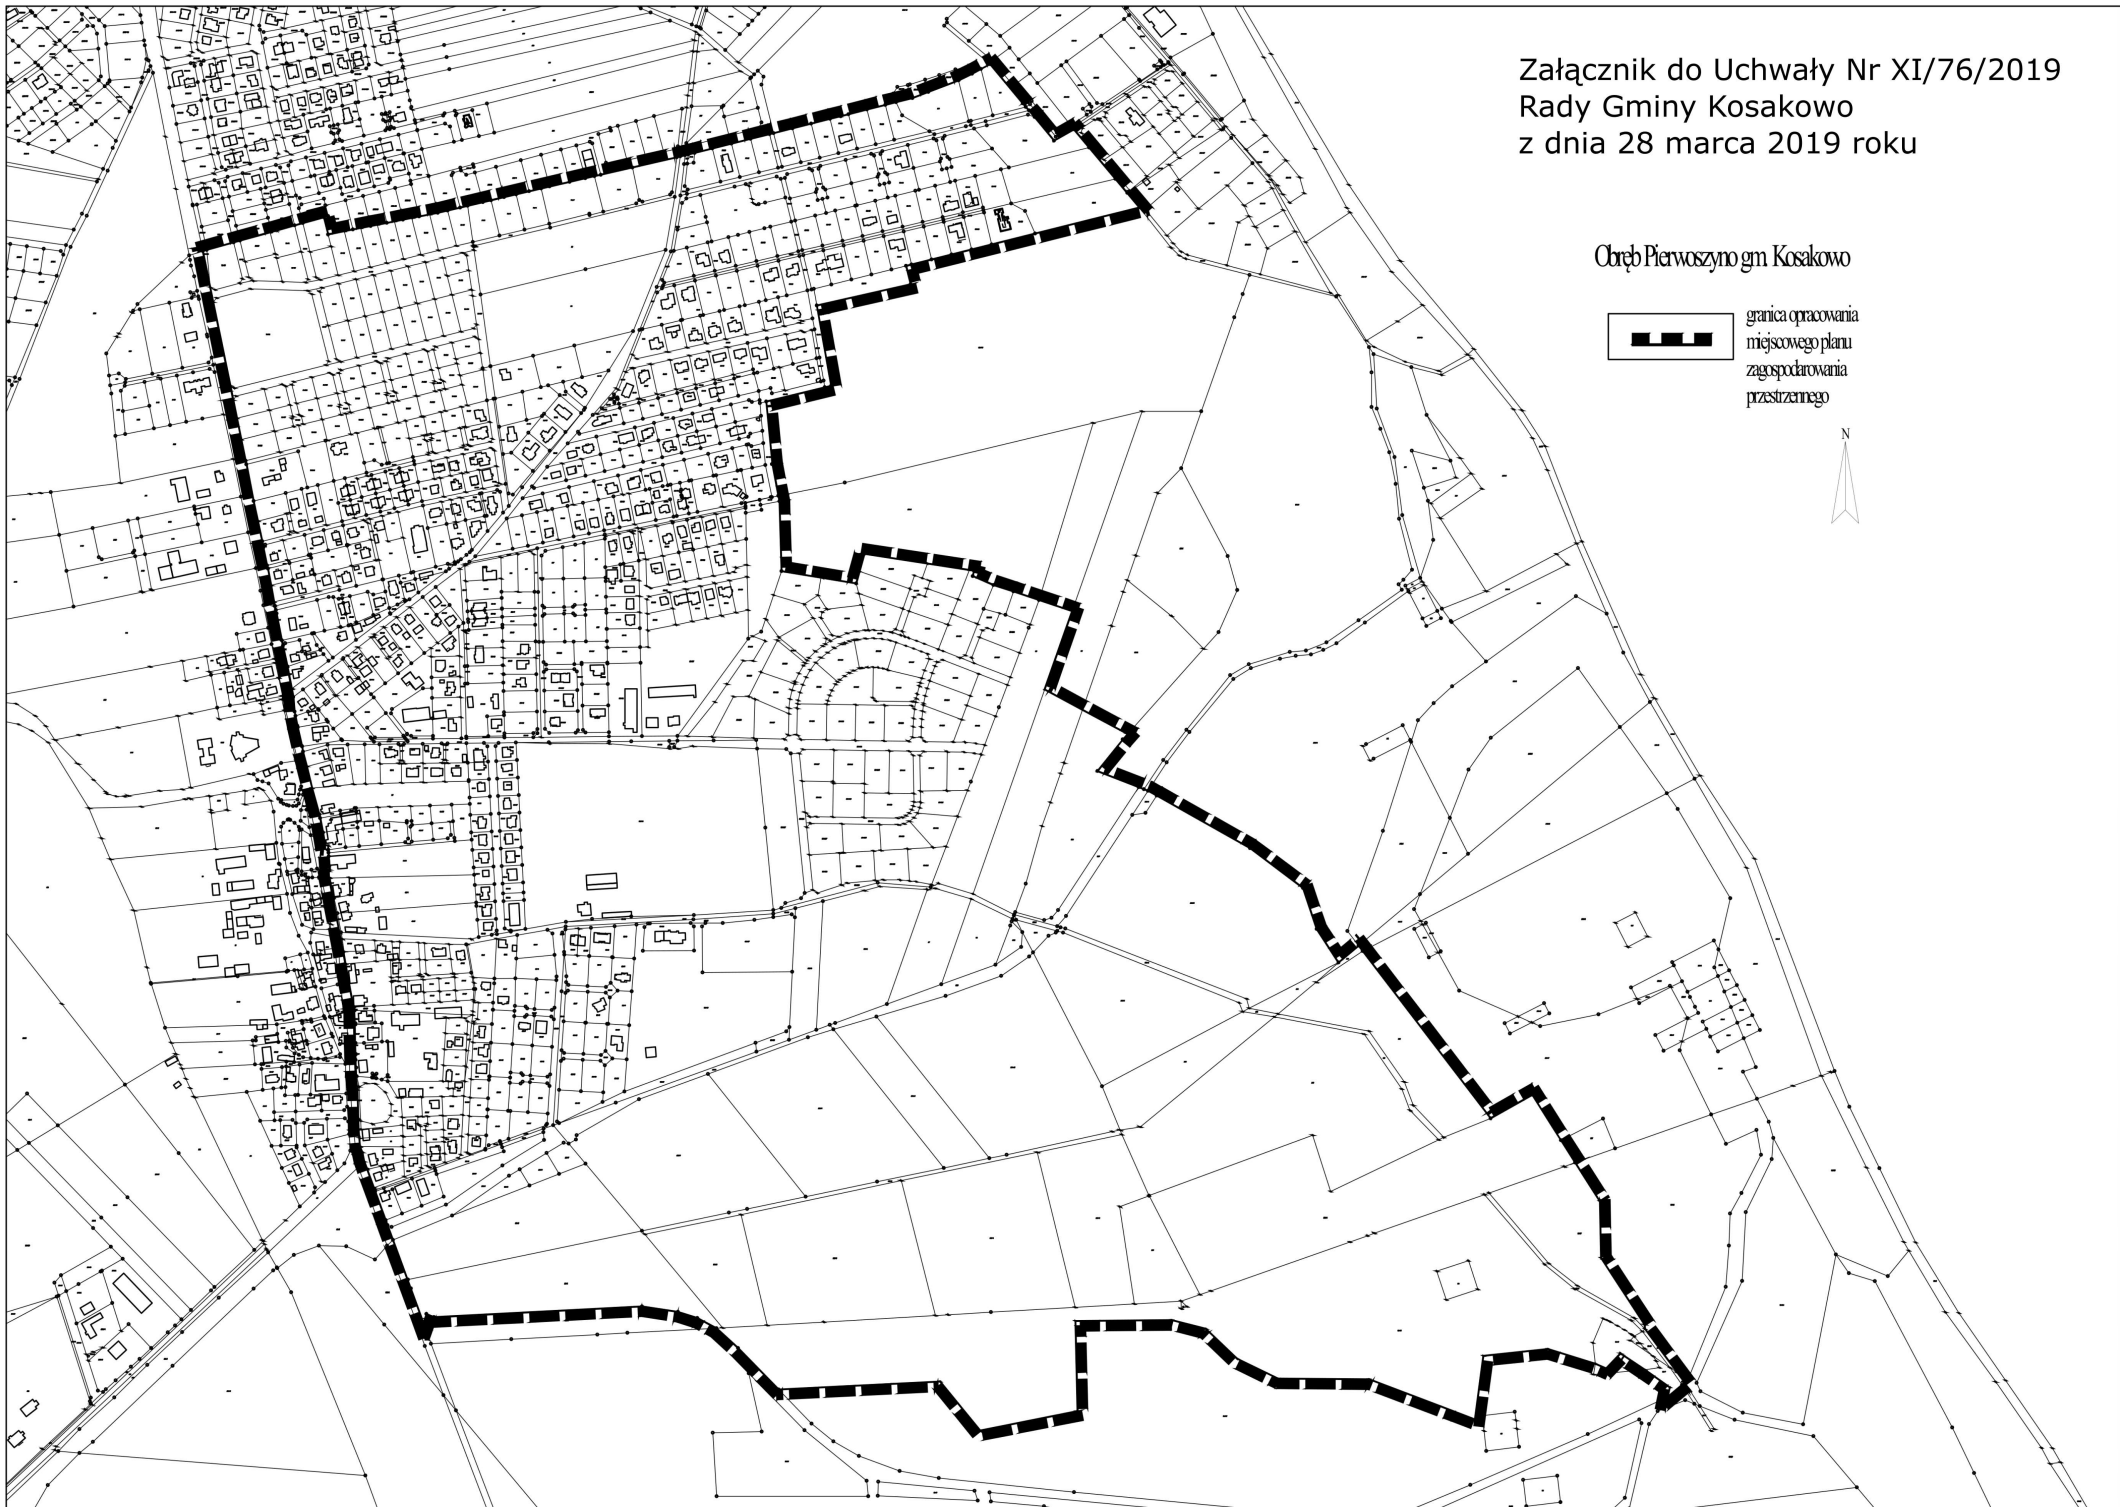 Załącznik do Uchwały Nr XI/76/2019
Rady Gminy Kosakowo
z dnia 28 marca 2019 roku
Obręb Pierwoszyno gm. Kosakowo
granica opracowania
miejscowego planu
zagospodarowania
przestrzennego
N